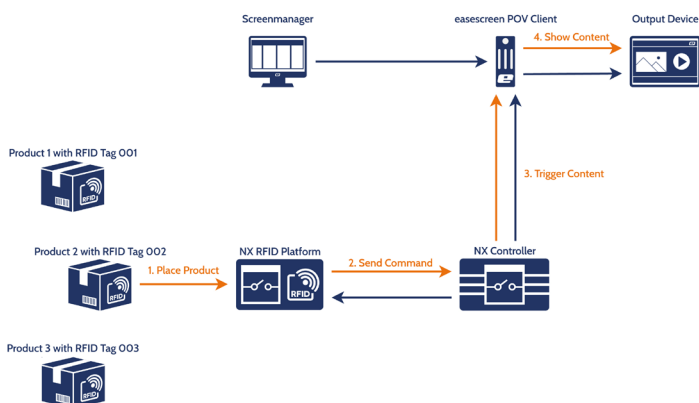 Screenmanager
easescreen POV Client
Output Device
4. Show Content
e
Product 1 with RFID Tag 001
RFID
3. Trigger Content
Product 2 with RFID Tag 002
NX RFID Platform
NX Controller
1. Place Product
2. Send Command
RFID
RFID
Product 3 with RFID Tag 003
RFID